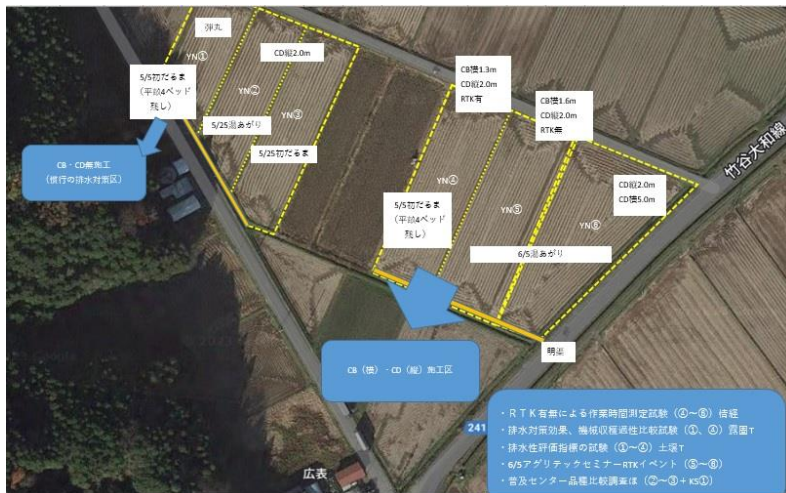 弾丸
YN①
CD縦2.0m
YN②
YN③
5/5初だるま
（平畝4ベッド
残し）
5/25湯あがり
5/25初だるま
CB・CD無施工
（慣行の排水対策区）
CB横1.3m
CD縦2.0m
RTK有
CB横1.6m
CD縦2.0m
RTK無
CD縦2.0m
CD横5.0m
YN④
YN⑤
YN⑥
5/5初だるま
（平畝4ベッド
残し）
6/5湯あがり
竹谷大和線
CB（横）・CD（縦）施工区
明渠
241
広表
・ＲＴＫ有無による作業時間測定試験（④～⑤）
・排水対策効果、機械収穫適性比較試験（①、④）
・排水性評価指標の試験（①～④）土壌T
・6/5アグリテックセミナーRTKイベント（⑤～⑥）
・普及センター品種比較調査ほ（②～③＋KS①）